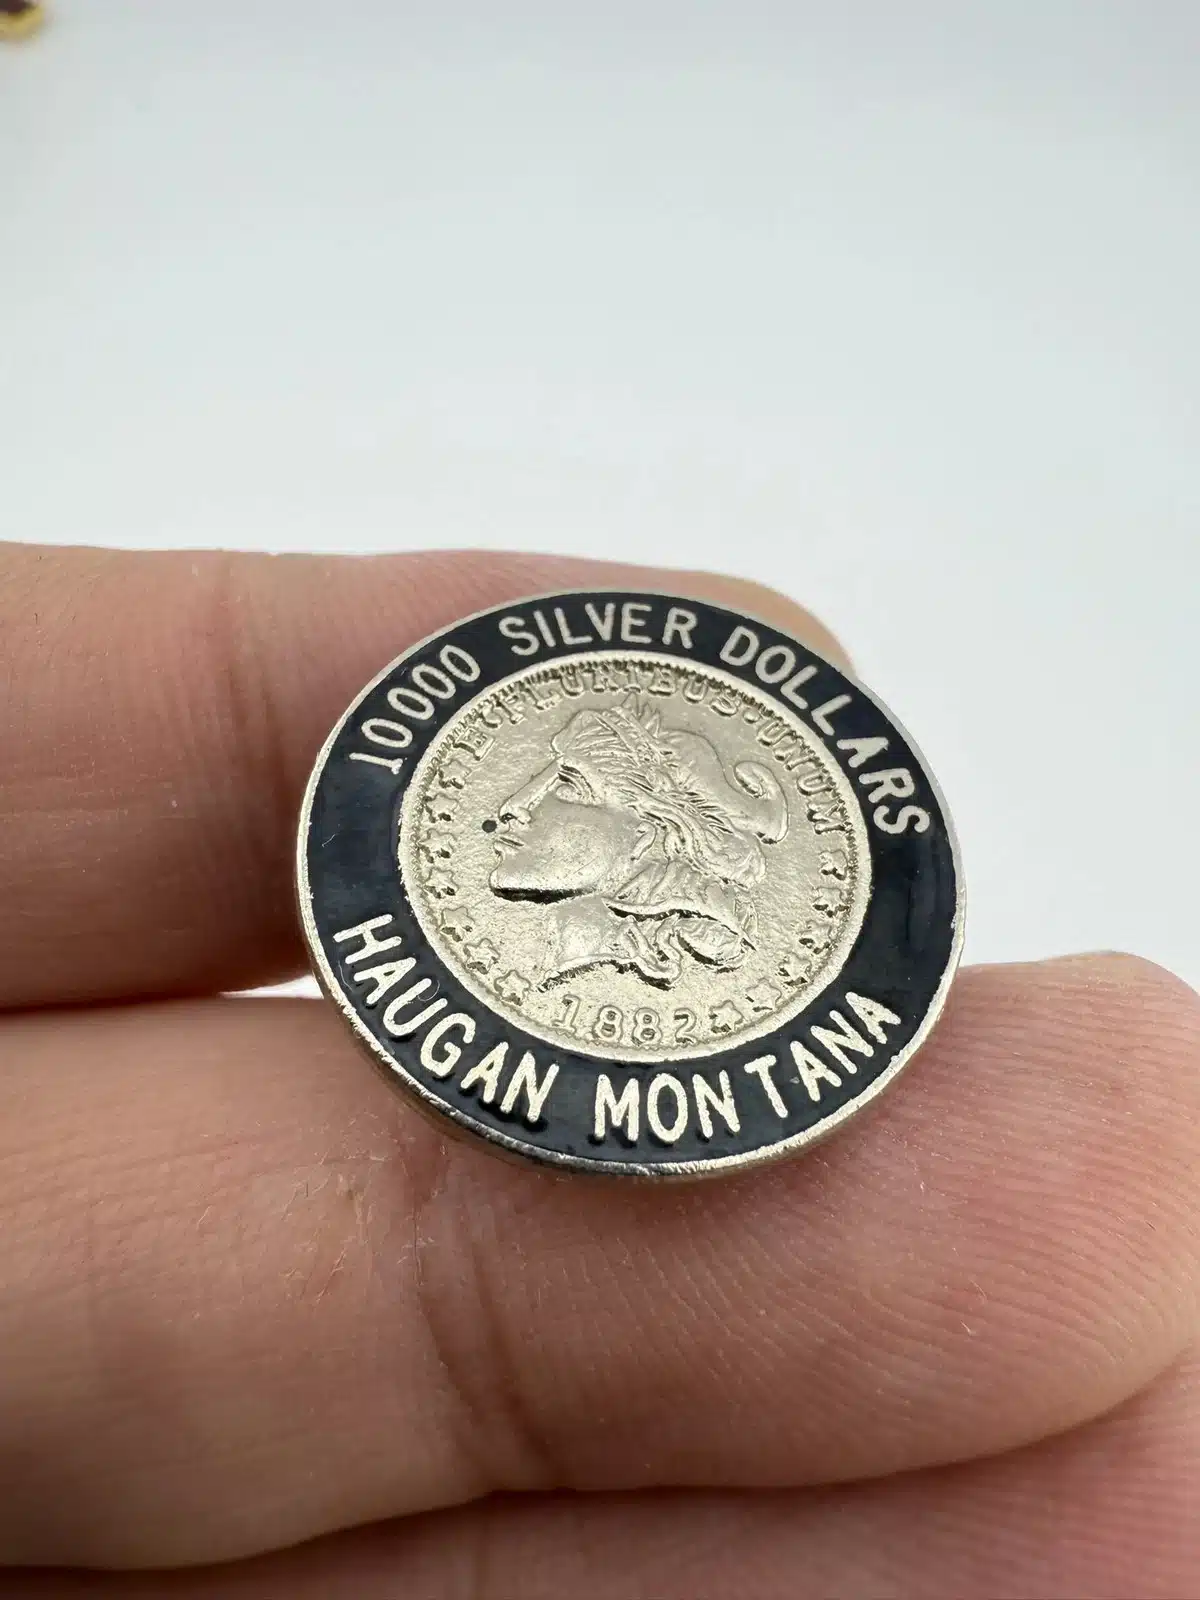 10000 SILVER DOLLARS
E·PLURIBUS·UNUM
1882
HAUGAN MONTANA